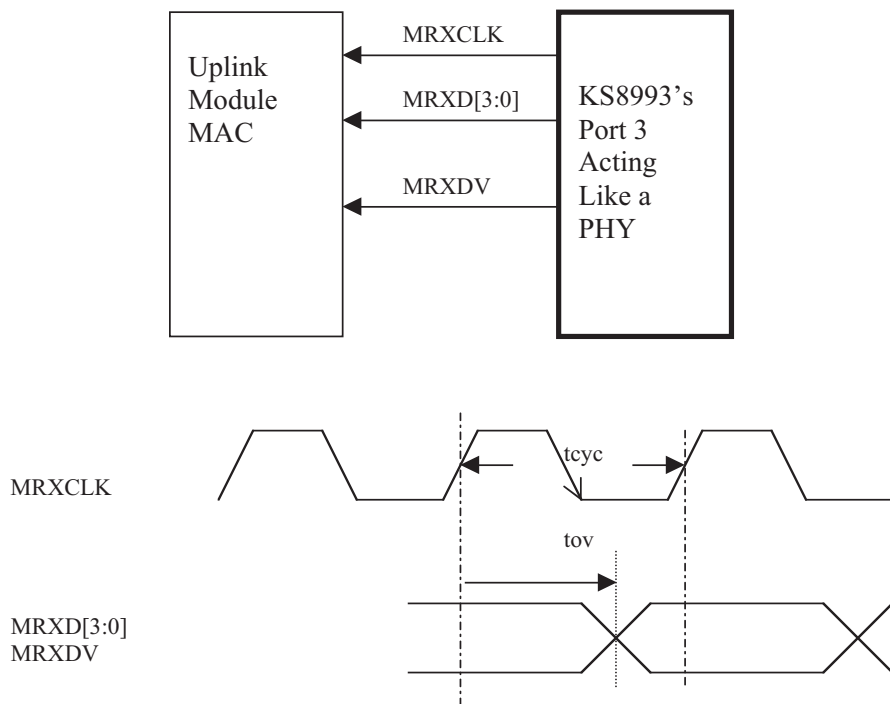 Uplink
Module
MAC
MRXCLK
MRXD[3:0]
MRXDV
KS8993’s
Port 3
Acting
Like a
PHY
MRXCLK
tcyc
tov
MRXD[3:0]
MRXDV